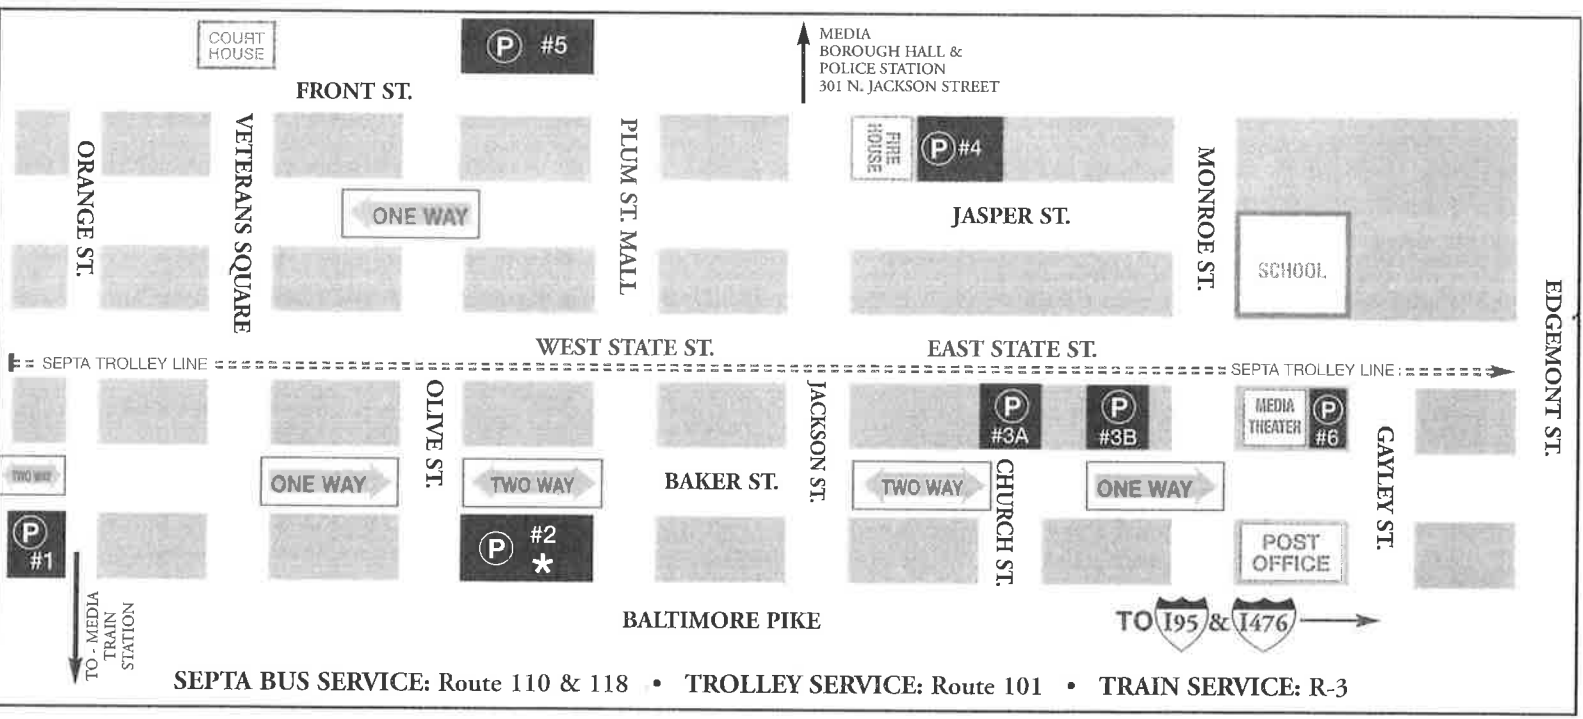 COURT
HOUSE
P #5
MEDIA
BOROUGH HALL &
POLICE STATION
301 N. JACKSON STREET
FRONT ST.
ORANGE ST.
VETERANS SQUARE
PLUM ST. MALL
FIRE
HOUSE
P #4
MONROE ST.
ONE WAY
JASPER ST.
SCHOOL
EDGEMONT ST.
WEST STATE ST.
EAST STATE ST.
SEPTA TROLLEY LINE
SEPTA TROLLEY LINE
OLIVE ST.
JACKSON ST.
P
#3A
P
#3B
MEDIA
THEATER
P
#6
GAYLEY ST.
TWO WAY
ONE WAY
TWO WAY
BAKER ST.
TWO WAY
CHURCH ST.
ONE WAY
P
#1
P #2
*
POST
OFFICE
TO - MEDIA
TRAIN
STATION
BALTIMORE PIKE
TO I95 & I476
SEPTA BUS SERVICE: Route 110 & 118 • TROLLEY SERVICE: Route 101 • TRAIN SERVICE: R-3